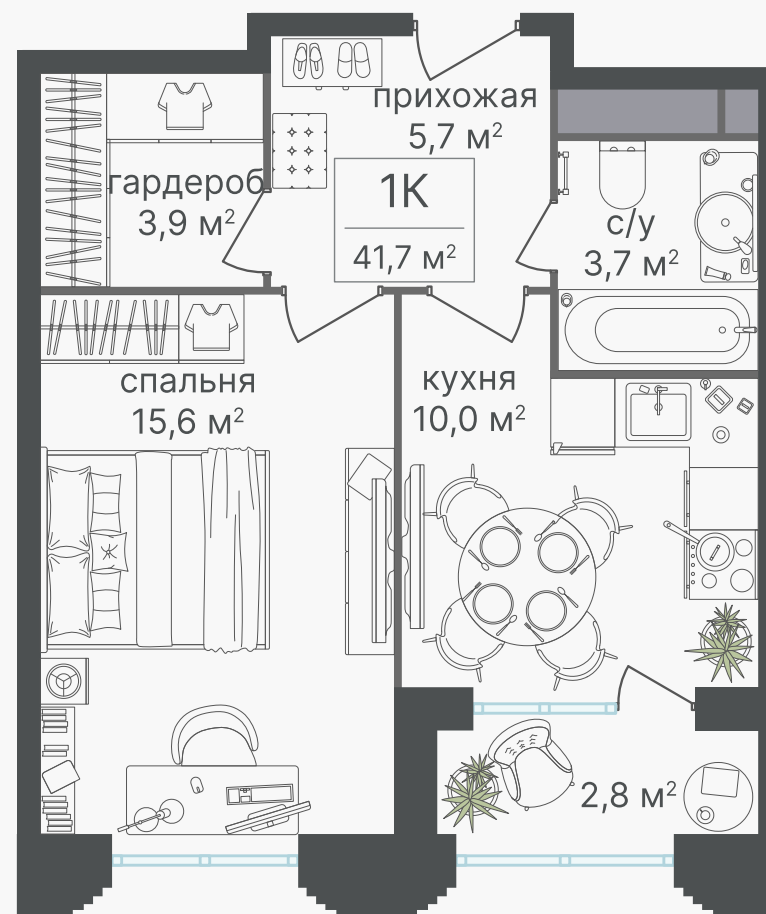 прихожая
5,7 м²
гардероб
3,9 м²
1К
41,7 м²
с/у
3,7 м²
спальня
15,6 м²
кухня
10,0 м²
2,8 м²